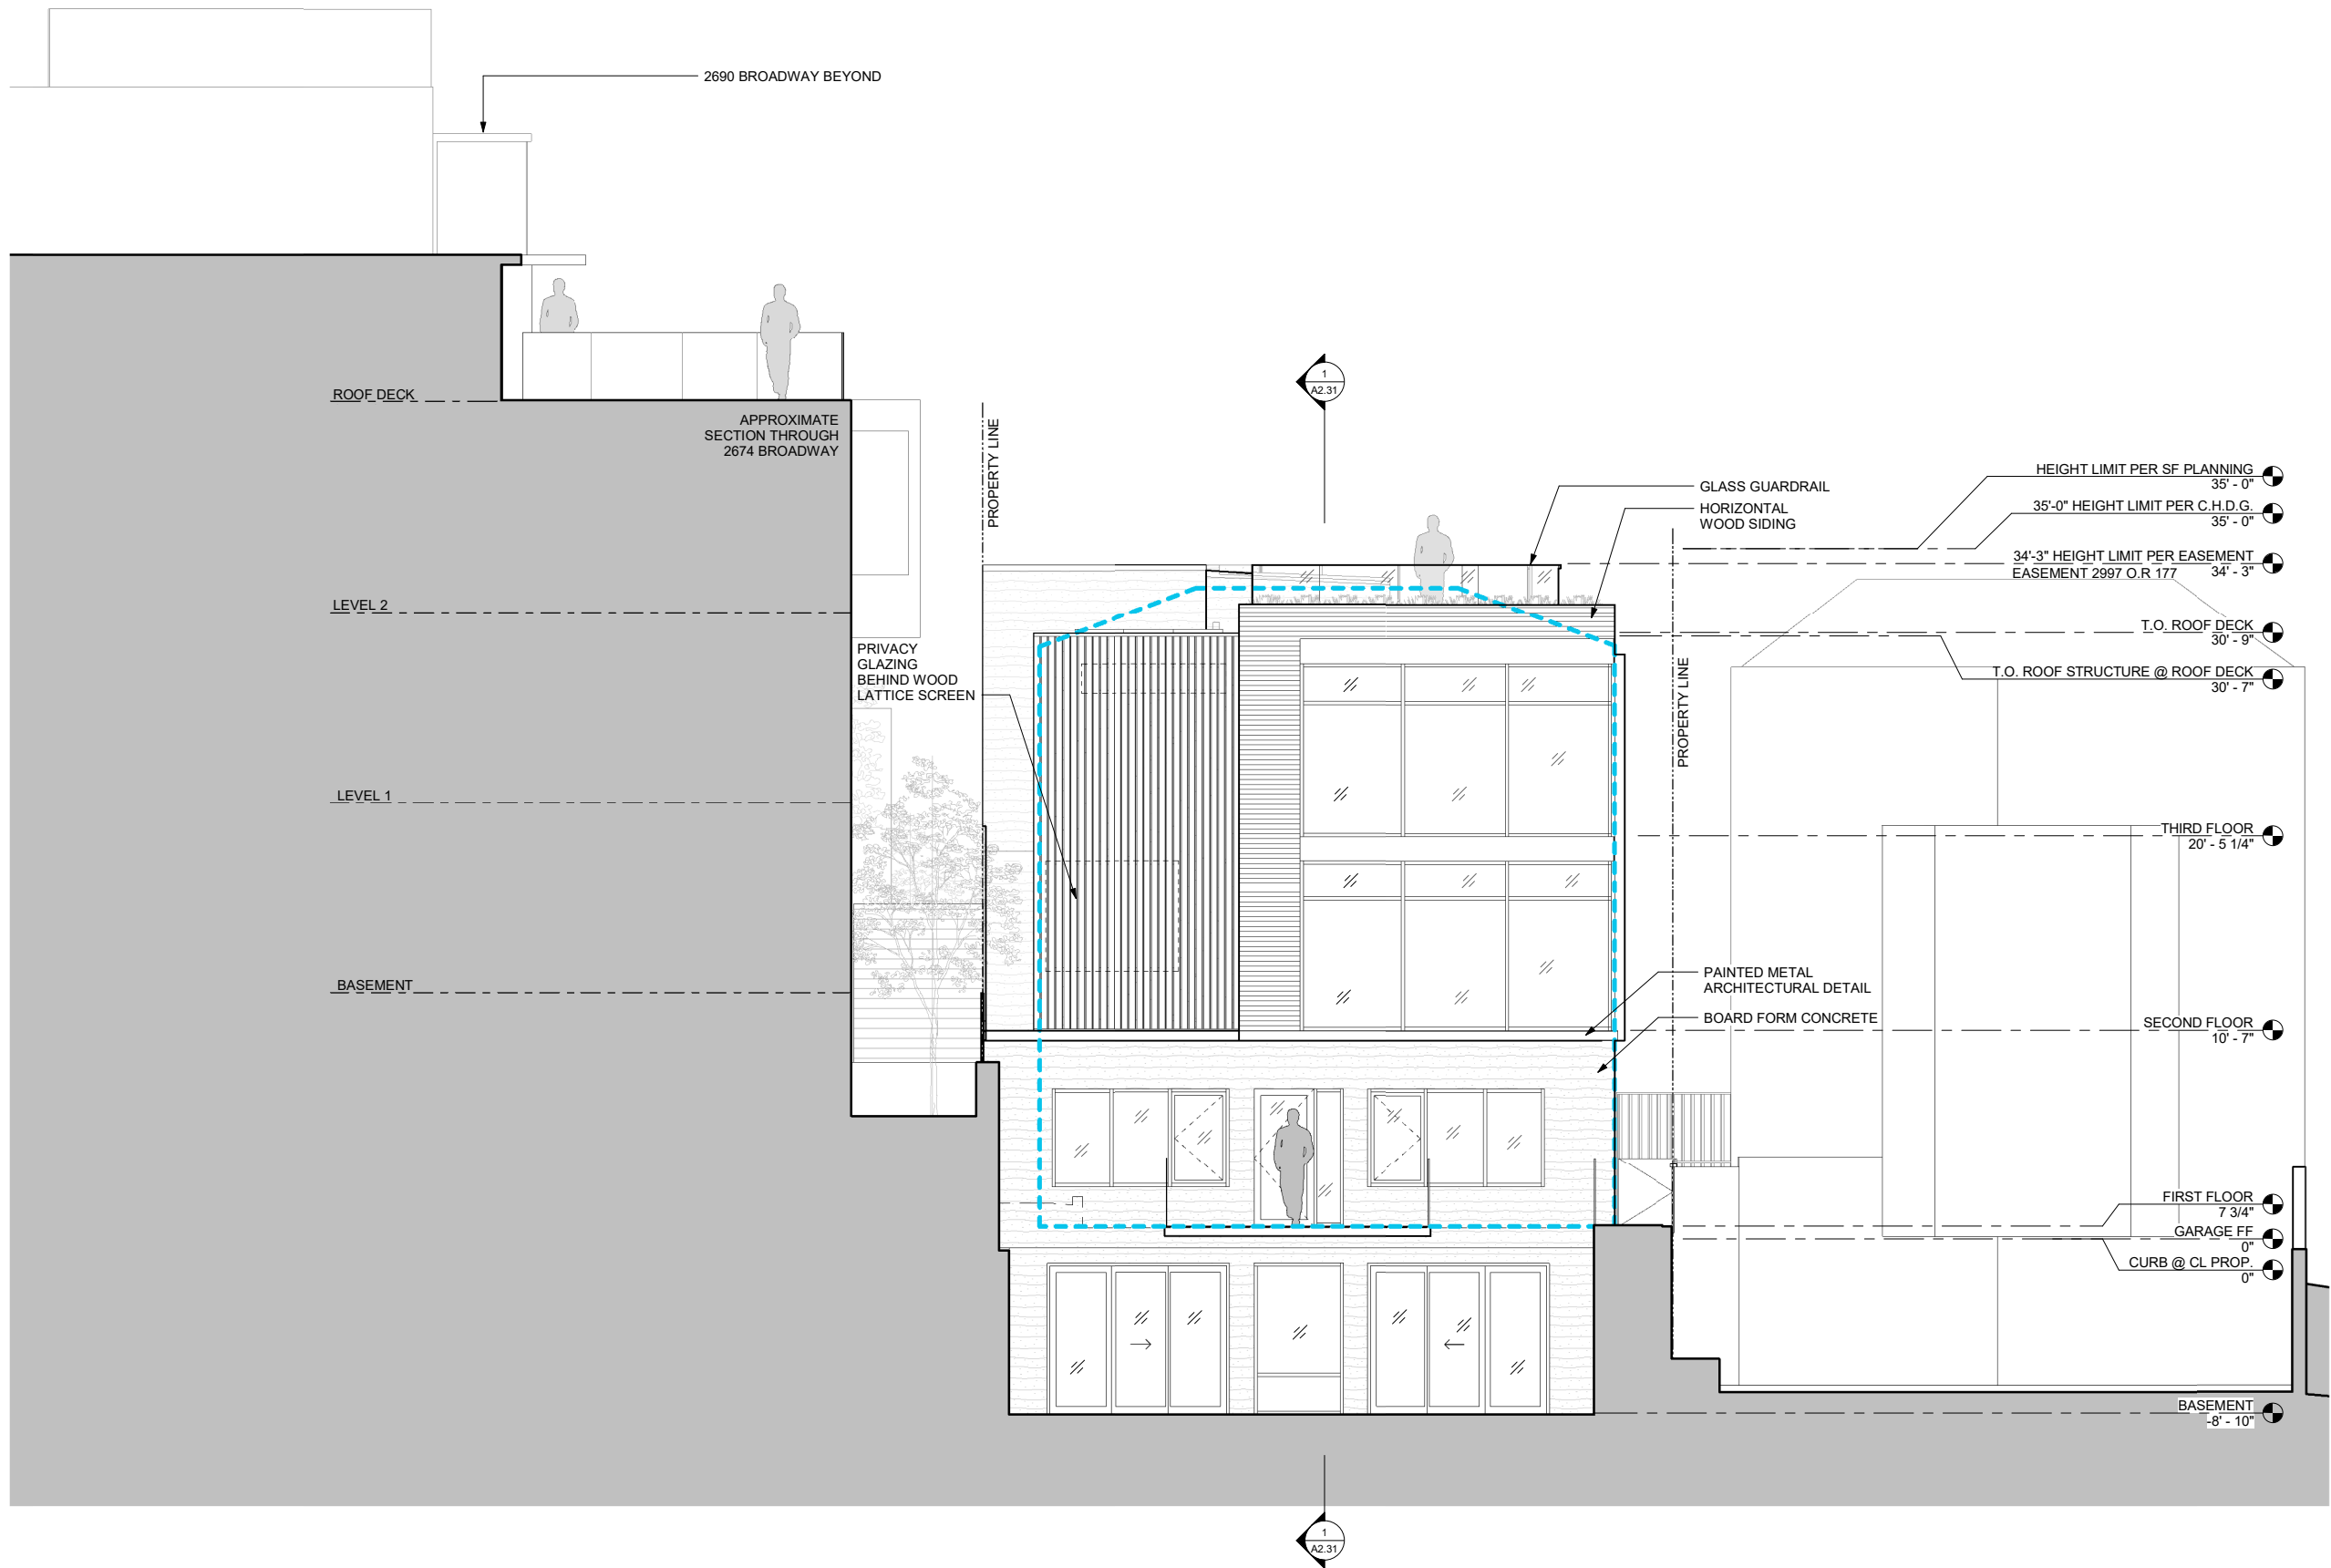 2690 BROADWAY BEYOND
ROOF DECK
APPROXIMATE
SECTION THROUGH
2674 BROADWAY
LEVEL 2
LEVEL 1
BASEMENT
PROPERTY LINE
1
A2.31
PRIVACY
GLAZING
BEHIND WOOD
LATTICE SCREEN
GLASS GUARDRAIL
HORIZONTAL
WOOD SIDING
PROPERTY LINE
PAINTED METAL
ARCHITECTURAL DETAIL
BOARD FORM CONCRETE
HEIGHT LIMIT PER SF PLANNING
35' - 0"
35'-0" HEIGHT LIMIT PER C.H.D.G.
35' - 0"
34'-3" HEIGHT LIMIT PER EASEMENT
34' - 3"
EASEMENT 2997 O.R 177
T.O. ROOF DECK
30' - 9"
T.O. ROOF STRUCTURE @ ROOF DECK
30' - 7"
THIRD FLOOR
20' - 5 1/4"
SECOND FLOOR
10' - 7"
FIRST FLOOR
7 3/4"
GARAGE FF
0"
CURB @ CL PROP.
0"
BASEMENT
-8' - 10"
1
A2.31